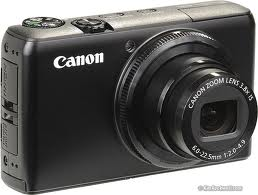 Canon
CANON ZOOM LENS 3.8x IS
6.0-22.5mm 1:2.0-4.9